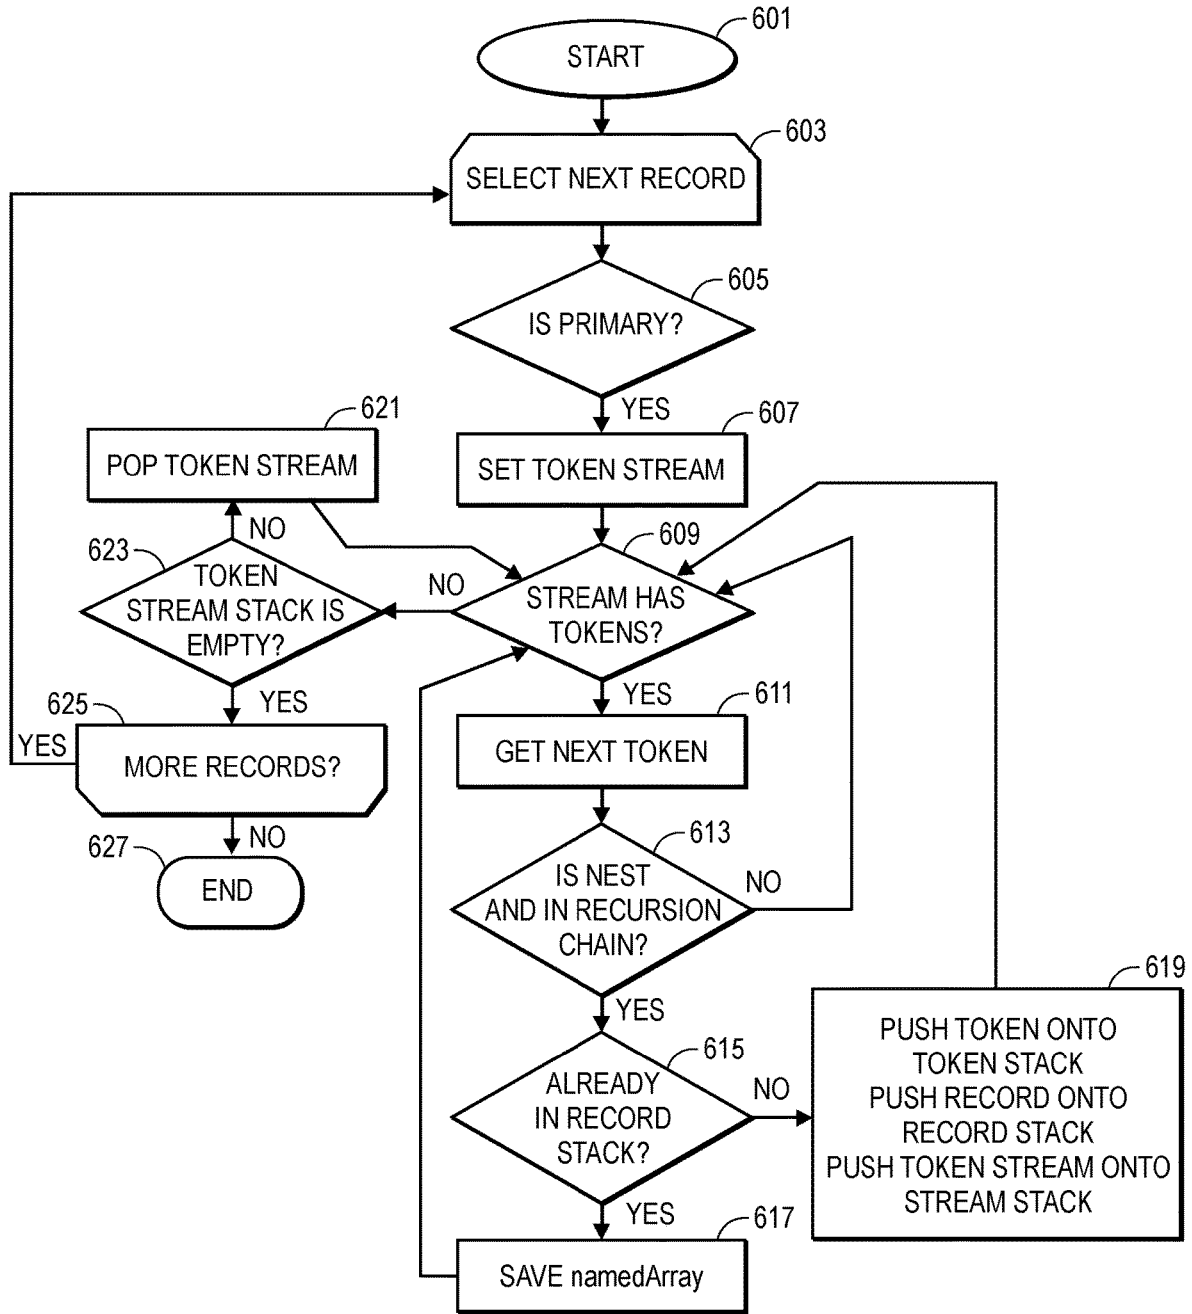 601
START
603
SELECT NEXT RECORD
605
IS PRIMARY?
YES
607
SET TOKEN STREAM
621
POP TOKEN STREAM
NO
623
TOKEN
STREAM STACK IS
EMPTY?
NO
609
STREAM HAS
TOKENS?
YES
625
YES
MORE RECORDS?
NO
627
END
YES
611
GET NEXT TOKEN
613
IS NEST
AND IN RECURSION
CHAIN?
NO
YES
615
ALREADY
IN RECORD
STACK?
NO
619
PUSH TOKEN ONTO
TOKEN STACK
PUSH RECORD ONTO
RECORD STACK
PUSH TOKEN STREAM ONTO
STREAM STACK
YES
617
SAVE namedArray